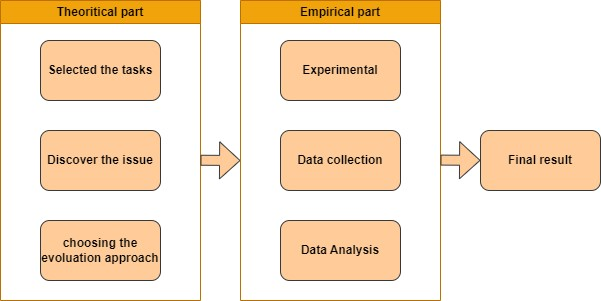 Theoritical part
Selected the tasks
Discover the issue
choosing the
evoluation approach
Empirical part
Experimental
Data collection
Data Analysis
Final result